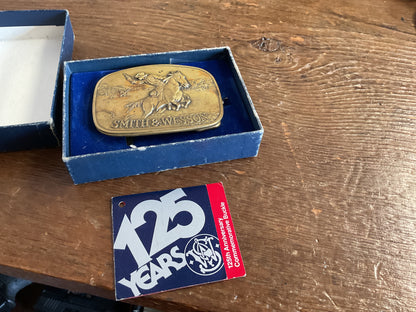 SMITH & WESSON
125
YEARS
125th Anniversary
Commemorative Buckle